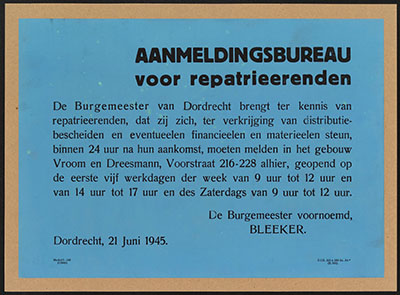 AANMELDINGSBUREAU
voor repatrieerenden
De Burgemeester van Dordrecht brengt ter kennis van
repatrieerenden, dat zij zich, ter verkrijging van distributie-
bescheiden en eventueelen financieelen en materieelen steun,
binnen 24 uur na hun aankomst, moeten melden in het gebouw
Vroom en Dreesmann, Voorstraat 216-228 alhier, geopend op
de eerste vijf werkdagen der week van 9 uur tot 12 uur en
van 14 uur tot 17 uur en des Zaterdags van 9 uur tot 12 uur.
De Burgemeester voornoemd,
BLEEKER.
Dordrecht, 21 Juni 1945.